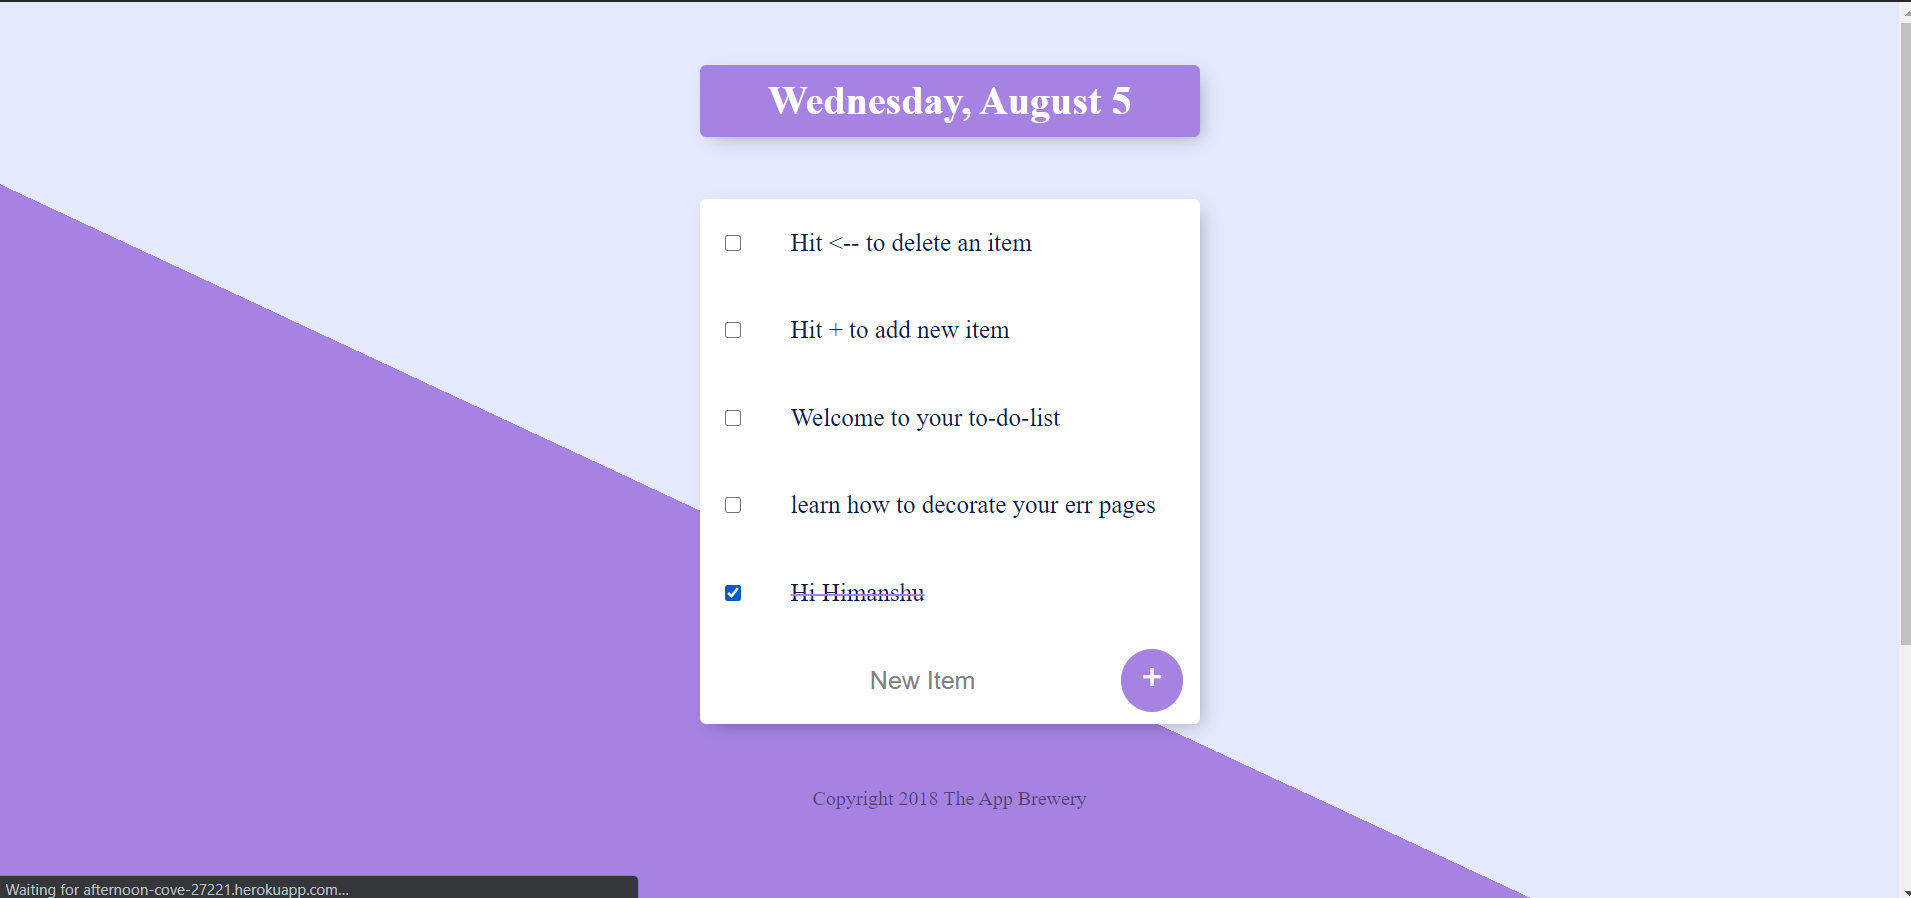 Wednesday, August 5
Hit <-- to delete an item
Hit + to add new item
Welcome to your to-do-list
learn how to decorate your err pages
Hi Himanshu
New Item
+
Copyright 2018 The App Brewery
Waiting for afternoon-cove-27221.herokuapp.com...